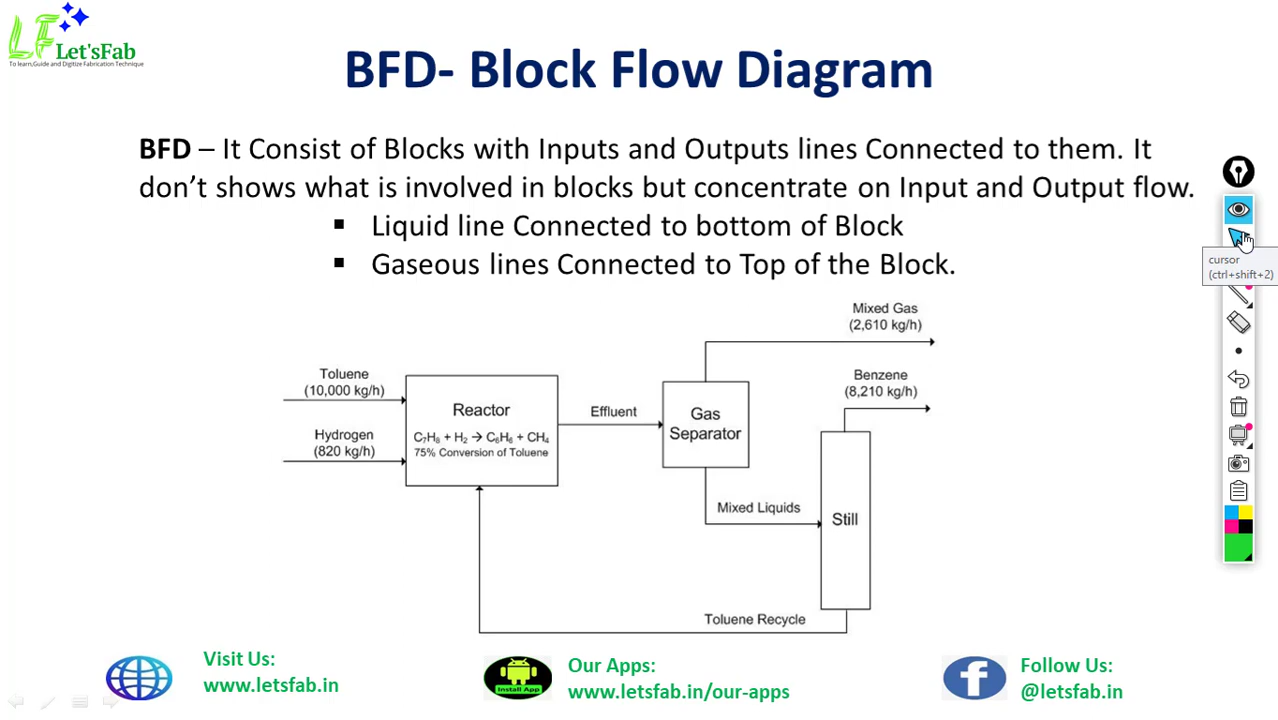 LF
Let'sFab
To learn,Guide and Digitize Fabrication Technique
BFD- Block Flow Diagram
BFD – It Consist of Blocks with Inputs and Outputs lines Connected to them. It
don't shows what is involved in blocks but concentrate on Input and Output flow.
▪ Liquid line Connected to bottom of Block
▪ Gaseous lines Connected to Top of the Block.
cursor
(ctrl+shift+2)
Mixed Gas
(2,610 kg/h)
Toluene
(10,000 kg/h)
Benzene
(8,210 kg/h)
Reactor
C₇H₈ + H₂ → C₆H₆ + CH₄
75% Conversion of Toluene
Effluent
Gas
Separator
Hydrogen
(820 kg/h)
Mixed Liquids
Still
Toluene Recycle
Visit Us:
www.letsfab.in
Install App
Our Apps:
www.letsfab.in/our-apps
Follow Us:
@letsfab.in